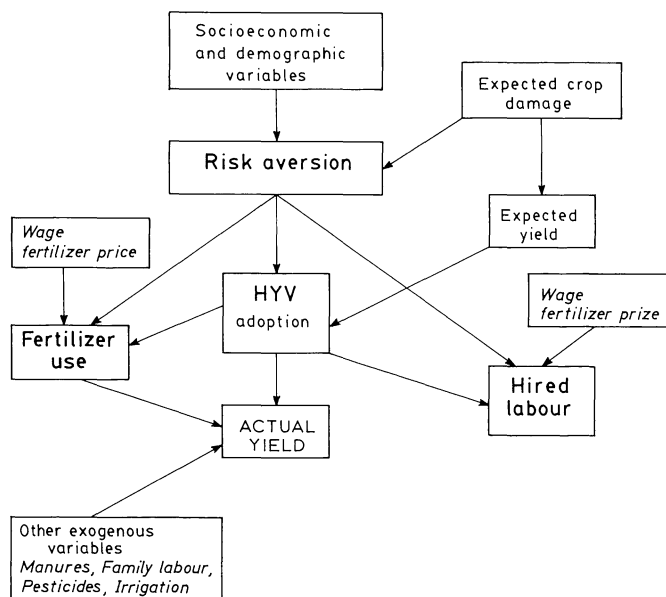 Socioeconomic
and demographic
variables
Expected crop
damage
Risk aversion
Expected
yield
Wage
fertilizer price
HYV
adoption
Wage
fertilizer prize
Fertilizer
use
Hired
labour
ACTUAL
YIELD
Other exogenous
variables
Manures, Family labour,
Pesticides, Irrigation